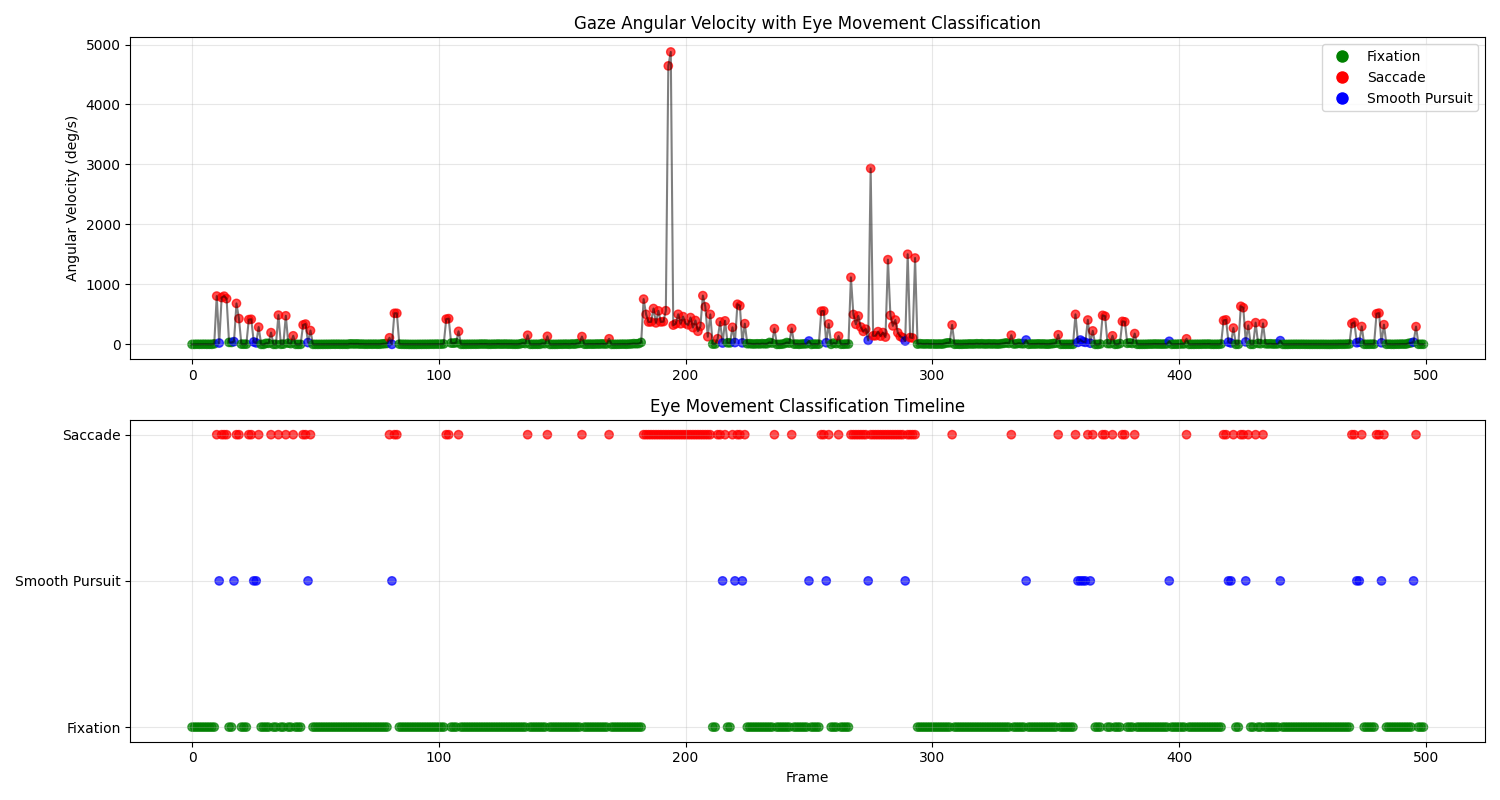 Gaze Angular Velocity with Eye Movement Classification
Angular Velocity (deg/s)
5000
4000
3000
2000
1000
0
Fixation
Saccade
Smooth Pursuit
0 100 200 300 400 500
Eye Movement Classification Timeline
Saccade
Smooth Pursuit
Fixation
0 100 200 300 400 500
Frame